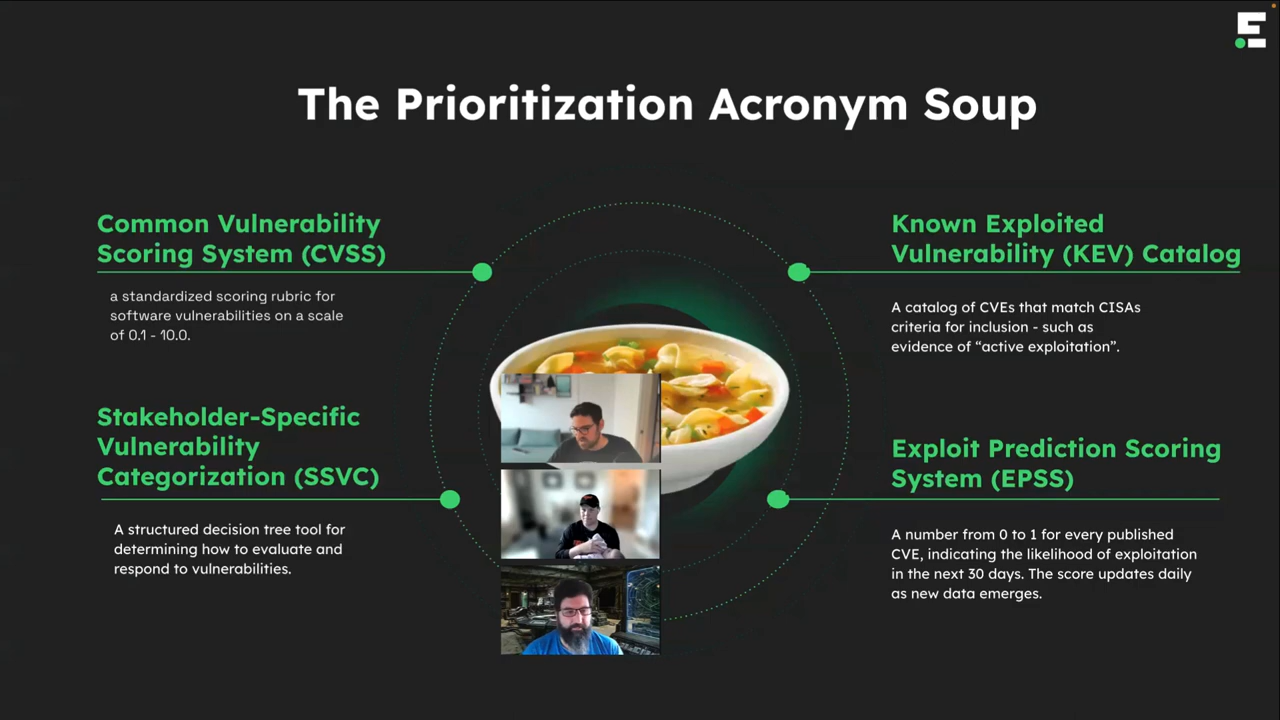 The Prioritization Acronym Soup
Common Vulnerability
Scoring System (CVSS)
a standardized scoring rubric for
software vulnerabilities on a scale
of 0.1 - 10.0.
Stakeholder-Specific
Vulnerability
Categorization (SSVC)
A structured decision tree tool for
determining how to evaluate and
respond to vulnerabilities.
Known Exploited
Vulnerability (KEV) Catalog
A catalog of CVEs that match CISAs
criteria for inclusion - such as
evidence of “active exploitation”.
Exploit Prediction Scoring
System (EPSS)
A number from 0 to 1 for every published
CVE, indicating the likelihood of exploitation
in the next 30 days. The score updates daily
as new data emerges.